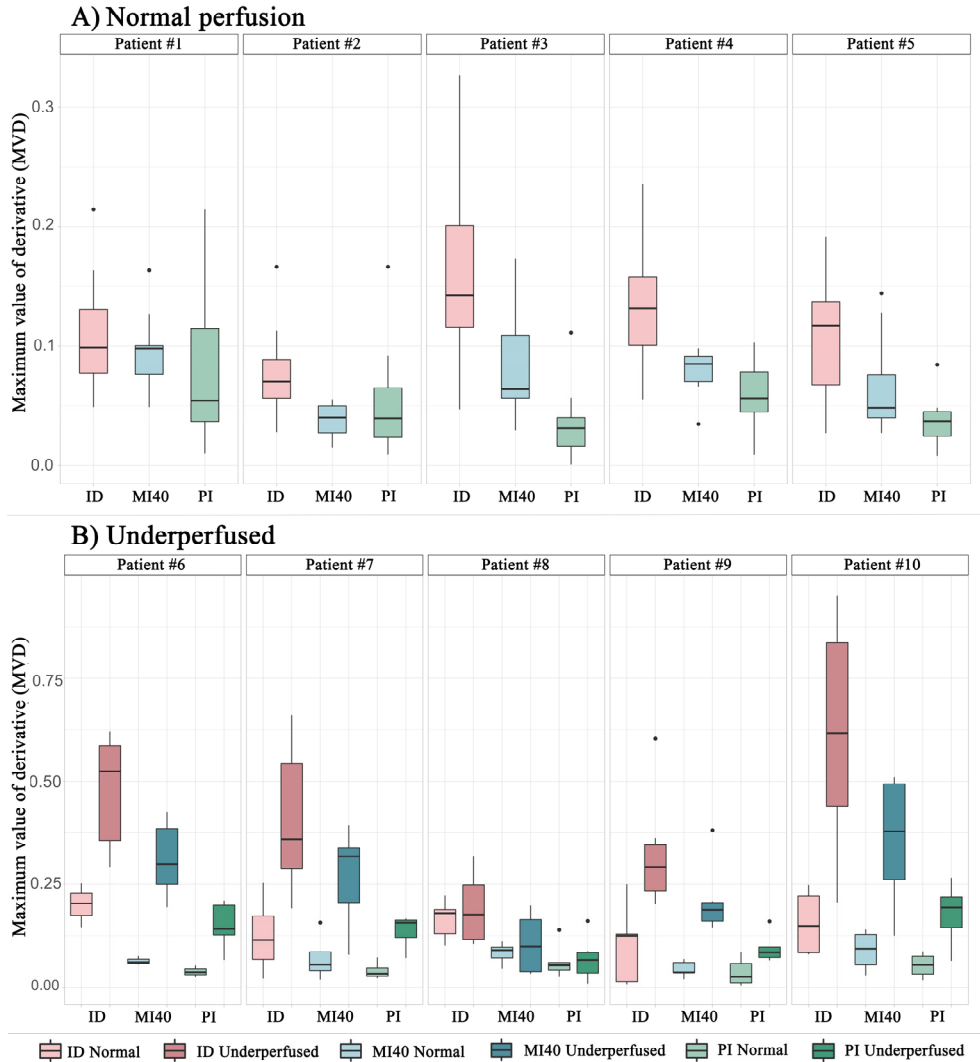 A) Normal perfusion
Patient #1 Patient #2 Patient #3 Patient #4 Patient #5
Maximum value of derivative (MVD)
0.3
0.2
0.1
0.0
ID MI40 PI ID MI40 PI ID MI40 PI ID MI40 PI ID MI40 PI
B) Underperfused
Patient #6 Patient #7 Patient #8 Patient #9 Patient #10
Maximum value of derivative (MVD)
0.75
0.50
0.25
0.00
ID MI40 PI ID MI40 PI ID MI40 PI ID MI40 PI ID MI40 PI
ID Normal ID Underperfused MI40 Normal MI40 Underperfused PI Normal PI Underperfused